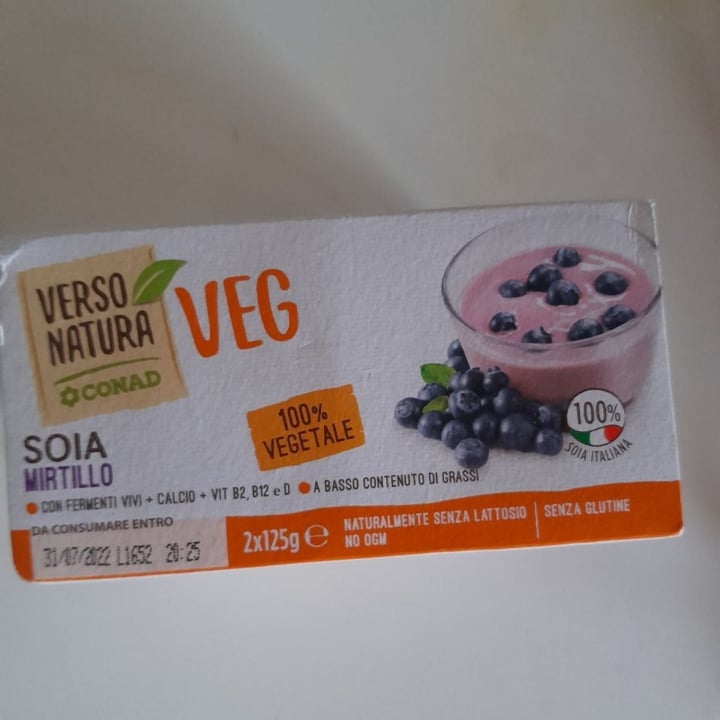 VERSO
NATURA
CONAD
VEG
SOIA
MIRTILLO
100%
VEGETALE
100%
SOIA ITALIANA
CON FERMENTI VIVI + CALCIO + VIT B2, B12 e D • A BASSO CONTENUTO DI GRASSI
DA CONSUMARE ENTRO
31/07/2022 L1652 20:25
2x125g ℮
NATURALMENTE SENZA LATTOSIO | SENZA GLUTINE
NO OGM